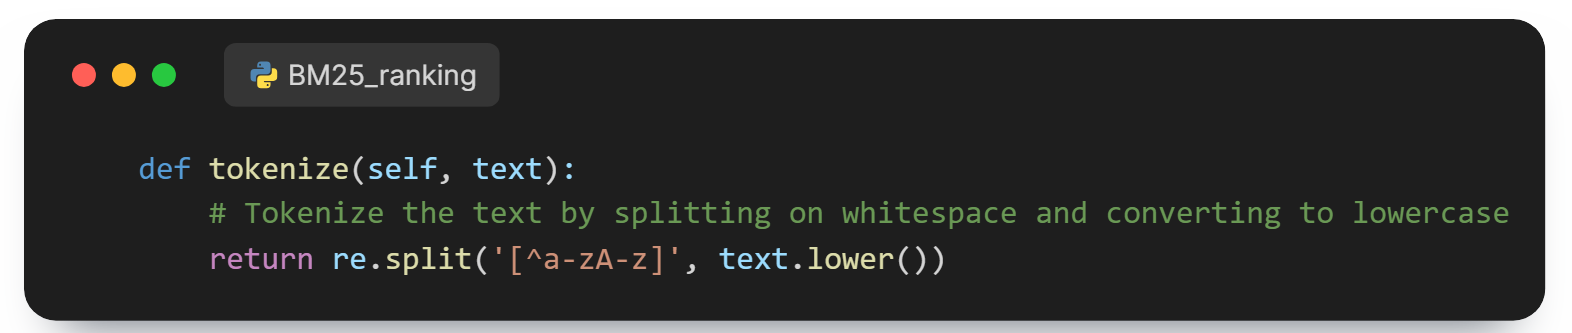 BM25_ranking
def tokenize(self, text):
# Tokenize the text by splitting on whitespace and converting to lowercase
return re.split('[^a-zA-z]', text.lower())